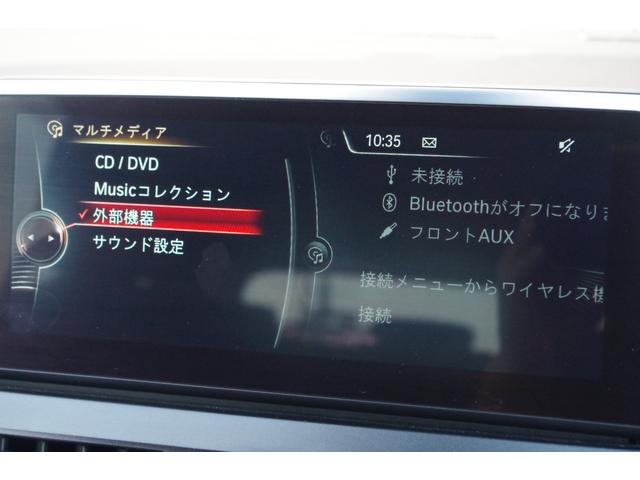 マルチメディア
CD / DVD
Musicコレクション
外部機器
サウンド設定
10:35
未接続
Bluetoothがオフになりま
フロントAUX
接続メニューからワイヤレス機
接続